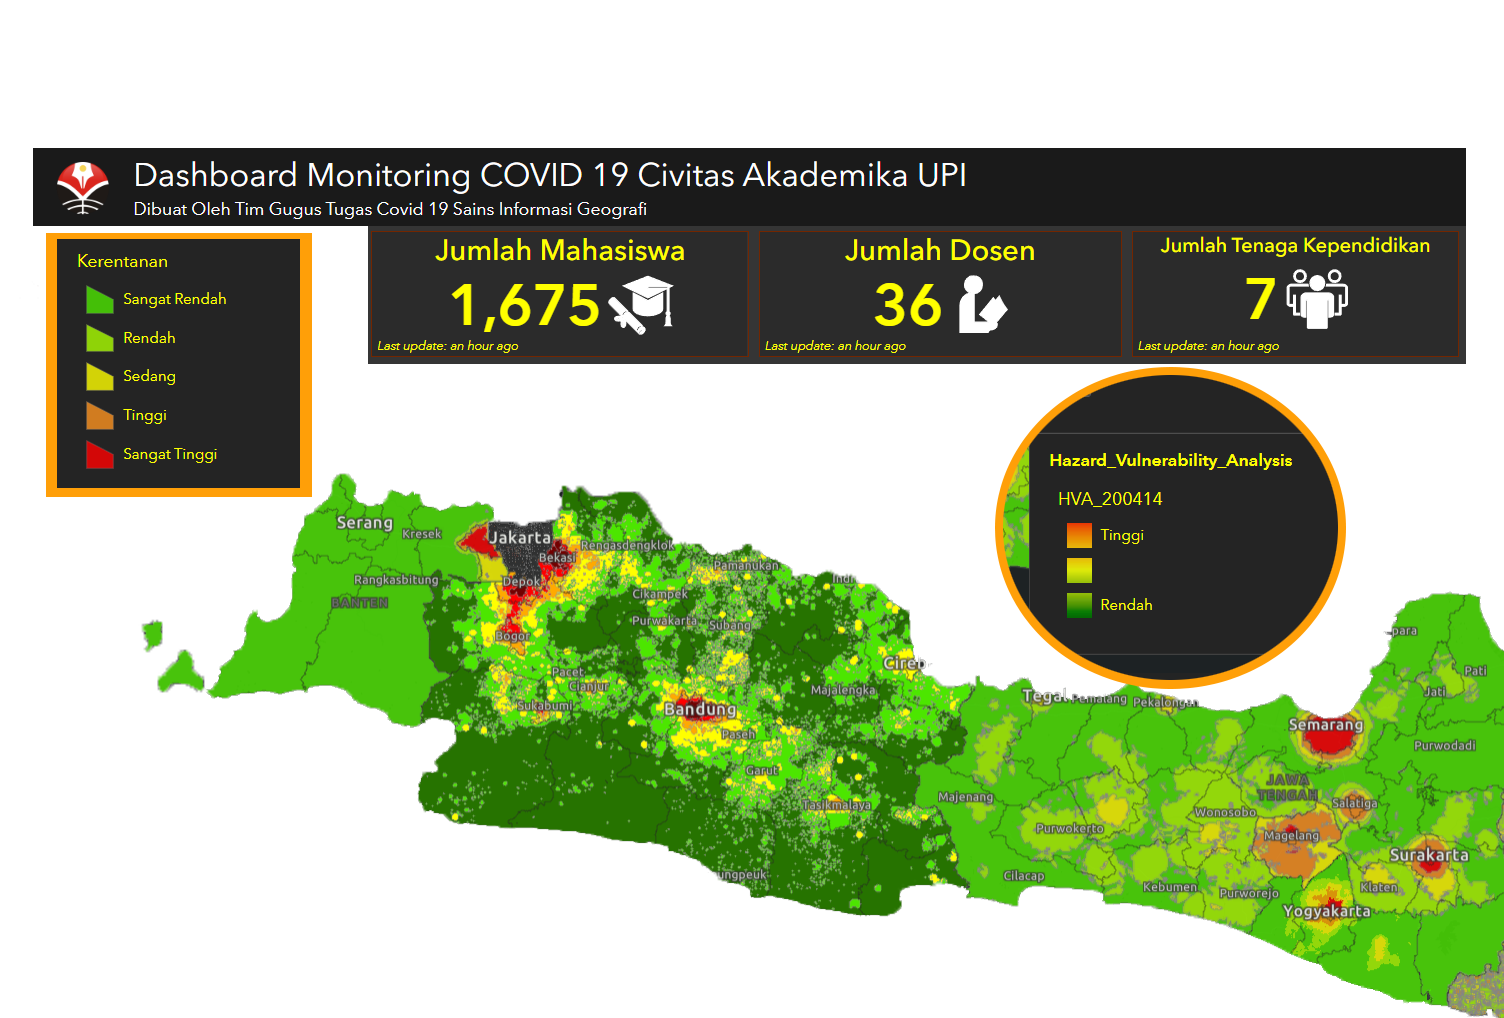 Dashboard Monitoring COVID 19 Civitas Akademika UPI
Dibuat Oleh Tim Gugus Tugas Covid 19 Sains Informasi Geografi
Kerentanan
Sangat Rendah
Rendah
Sedang
Tinggi
Sangat Tinggi
Jumlah Mahasiswa
1,675
Last update: an hour ago
Jumlah Dosen
36
Last update: an hour ago
Jumlah Tenaga Kependidikan
7
Last update: an hour ago
Hazard_Vulnerability_Analysis
HVA_200414
Tinggi
Rendah
Serang
Kresek
Jakarta
Bekasi
Rengasdengklok
Rangkasbitung
Depok
Pamanukan
Indr
BANTEN
Cikampek
Purwakarta
Subang
Bogor
Cirep
Pacet
Cianjur
Majalengka
Sukabumi
Bandung
Paseh
Garut
Tasikmalaya
ungpeuk
Tegal
Pemalang
Pekalongan
para
Pati
Jati
Semarang
Purwodadi
JAWA
TENGAH
Majenang
Wonosobo
Salatiga
Purwokerto
Magelang
Surakarta
Cilacap
Kebumen
Purworejo
Klaten
Yogyakarta